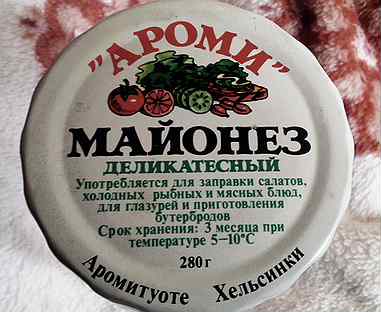 "АРОМИ"
МАЙОНЕЗ
ДЕЛИКАТЕСНЫЙ
Употребляется для заправки салатов,
холодных рыбных и мясных блюд,
для глазурей и приготовления
бутербродов
Срок хранения: 3 месяца при
температуре 5–10°С
280 г
Аромитуоте Хельсинки